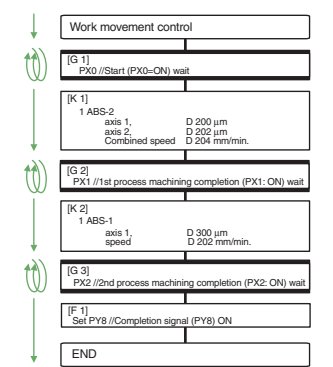 Work movement control
[G 1]
PX0 //Start (PX0=ON) wait
[K 1]
1 ABS-2
axis 1, D 200 µm
axis 2, D 202 µm
Combined speed D 204 mm/min.
[G 2]
PX1 //1st process machining completion (PX1: ON) wait
[K 2]
1 ABS-1
axis 1, D 300 µm
speed D 202 mm/min.
[G 3]
PX2 //2nd process machining completion (PX2: ON) wait
[F 1]
Set PY8 //Completion signal (PY8) ON
END